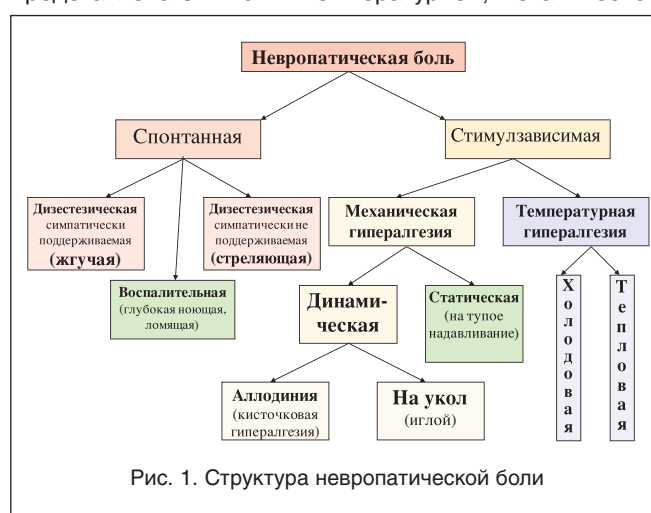 Невропатическая боль
Спонтанная
Стимулзависимая
Дизестезическая
симпатически
поддерживаемая
(жгучая)
Дизестезическая
симпатически не
поддерживаемая
(стреляющая)
Механическая
гипералгезия
Температурная
гипералгезия
Воспалительная
(глубокая ноющая,
ломящая)
Динами-
ческая
Статическая
(на тупое
надавливание)
Холодовая
Тепловая
Аллодиния
(кисточковая
гипералгезия)
На укол
(иглой)
Рис. 1. Структура невропатической боли